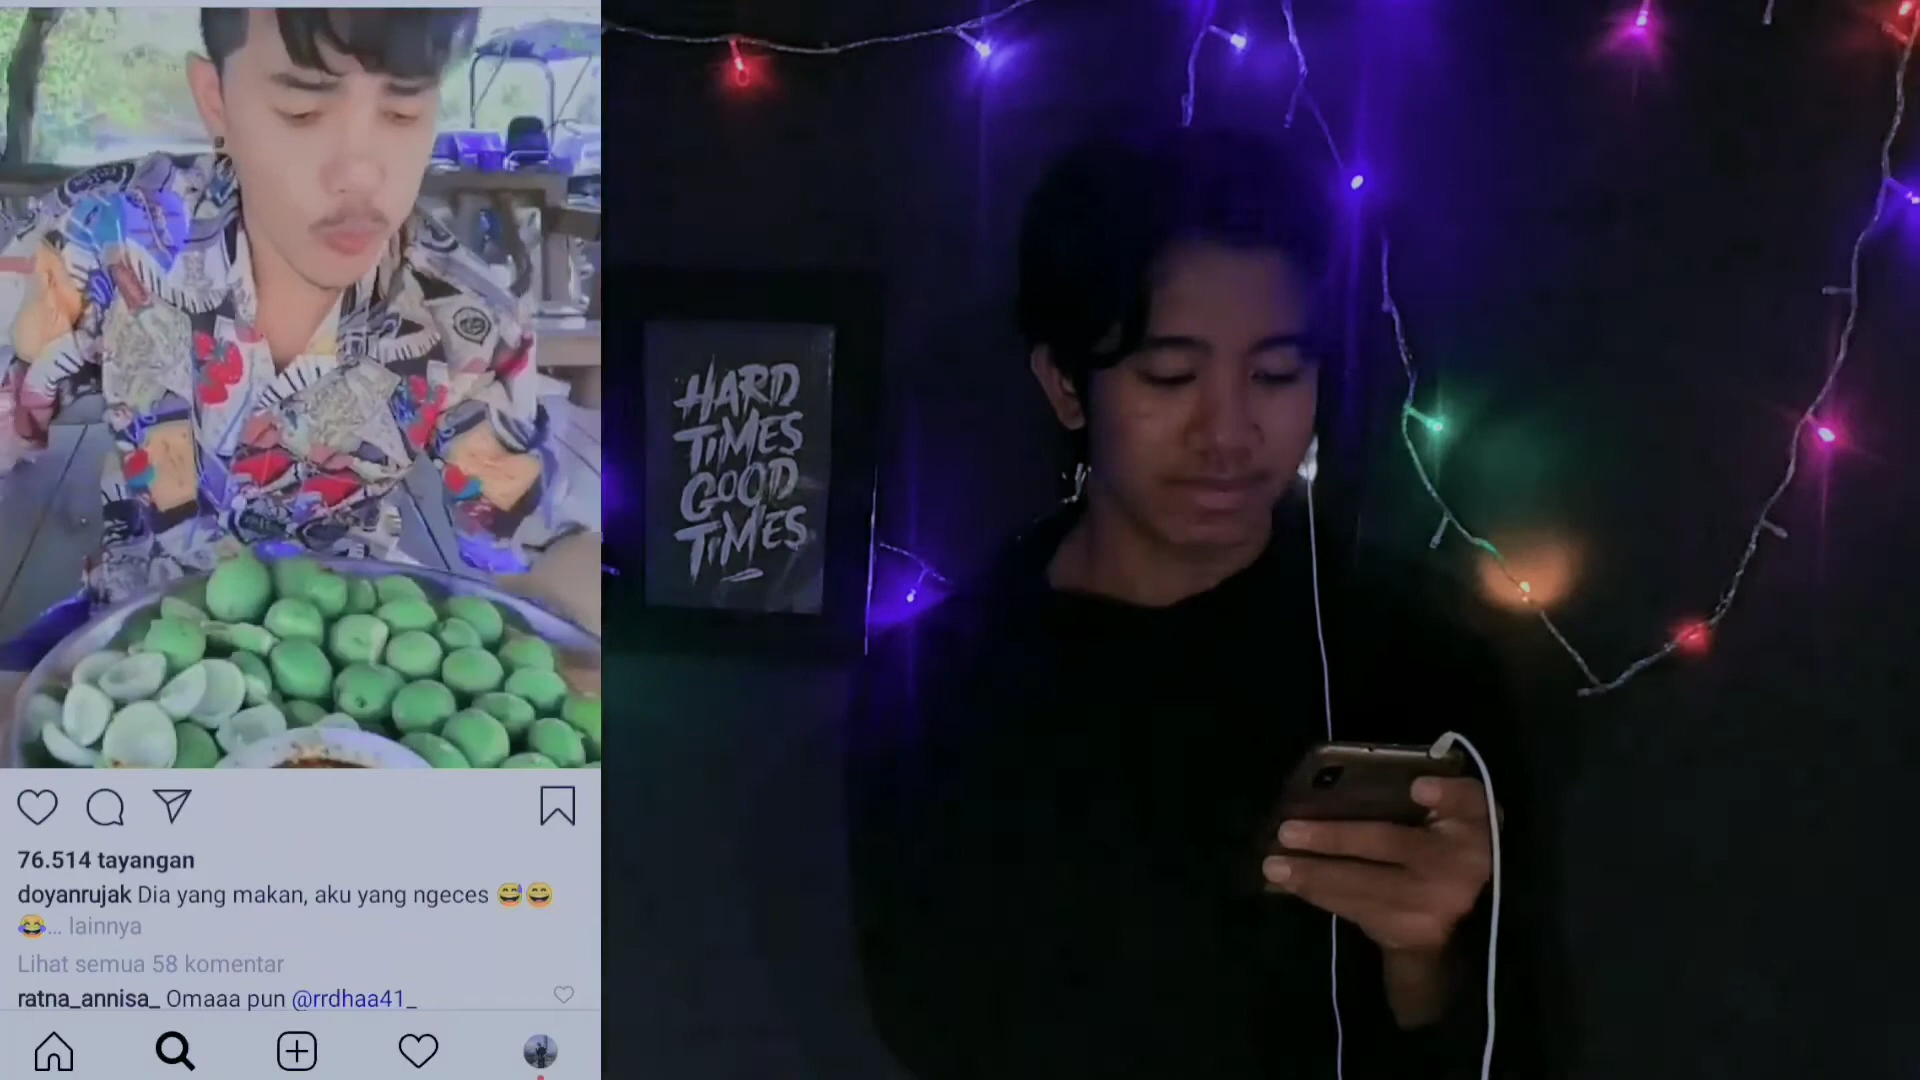 76.514 tayangan
doyanrujak Dia yang makan, aku yang ngeces 😅😄
😂... lainnya
Lihat semua 58 komentar
ratna_annisa_ Omaaa pun @rrdhaa41_
HARD
TIMES
GOOD
TIMES